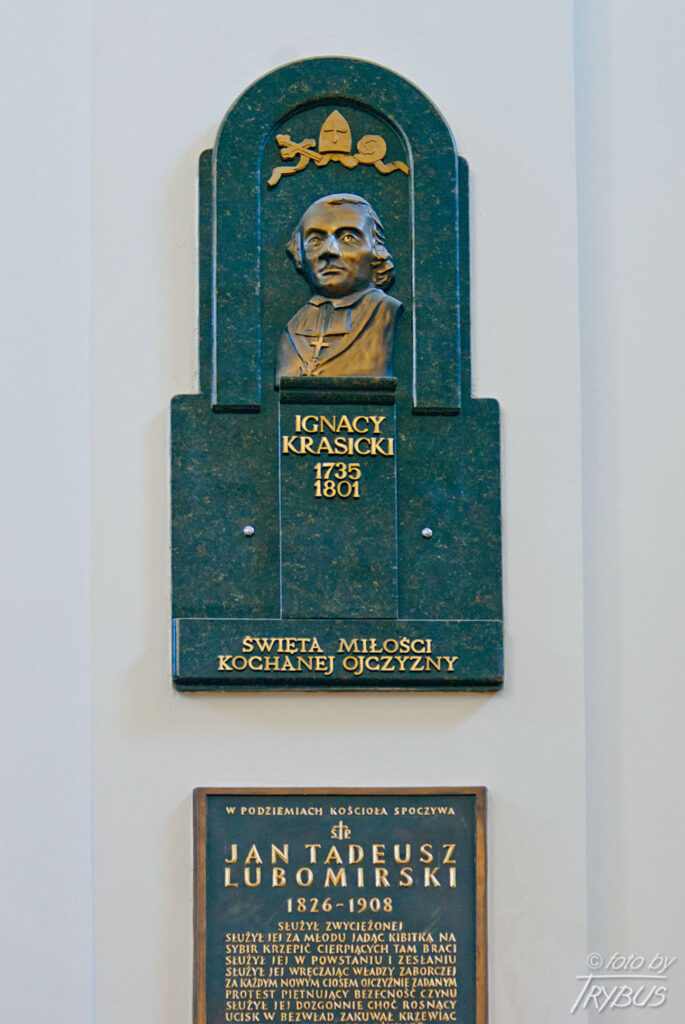 IGNACY
KRASICKI
1735
1801
ŚWIĘTA MIŁOŚCI
KOCHANEJ OJCZYZNY
W PODZIEMIACH KOŚCIOŁA SPOCZYWA
Ś.P.
JAN TADEUSZ
LUBOMIRSKI
1826-1908
SŁUŻYŁ ZWYCIĘŻONEJ
SŁUŻYŁ JEJ ZA MŁODU JADĄC KIBITKĄ NA
SYBIR KRZEPIĆ CIERPIĄCYCH TAM BRACI
SŁUŻYŁ JEJ W POWSTANIU I ZESŁANIU
SŁUŻYŁ JEJ WRĘCZAJĄC WŁADZY ZABORCZEJ
ZA KAŻDYM NOWYM CIOSEM OJCZYŹNIE ZADANYM
PROTEST PIĘTNUJĄCY BEZECNOŚĆ CZYNU
SŁUŻYŁ JEJ DOZGONNIE CHOĆ ROSNĄCY
UCISK W BEZWŁAD ZAKUWAŁ KRZEWIĄC
© foto by
TRYBUS